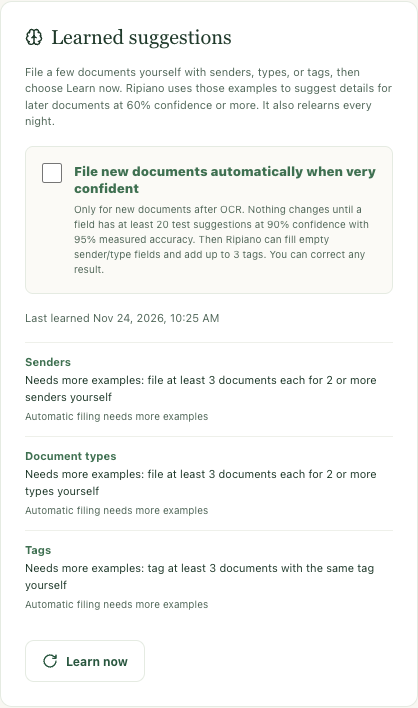 Learned suggestions
File a few documents yourself with senders, types, or tags, then
choose Learn now. Ripiano uses those examples to suggest details for
later documents at 60% confidence or more. It also relearns every
night.
File new documents automatically when very
confident
Only for new documents after OCR. Nothing changes until a
field has at least 20 test suggestions at 90% confidence with
95% measured accuracy. Then Ripiano can fill empty
sender/type fields and add up to 3 tags. You can correct any
result.
Last learned Nov 24, 2026, 10:25 AM
Senders
Needs more examples: file at least 3 documents each for 2 or more
senders yourself
Automatic filing needs more examples
Document types
Needs more examples: file at least 3 documents each for 2 or more
types yourself
Automatic filing needs more examples
Tags
Needs more examples: tag at least 3 documents with the same tag
yourself
Automatic filing needs more examples
Learn now